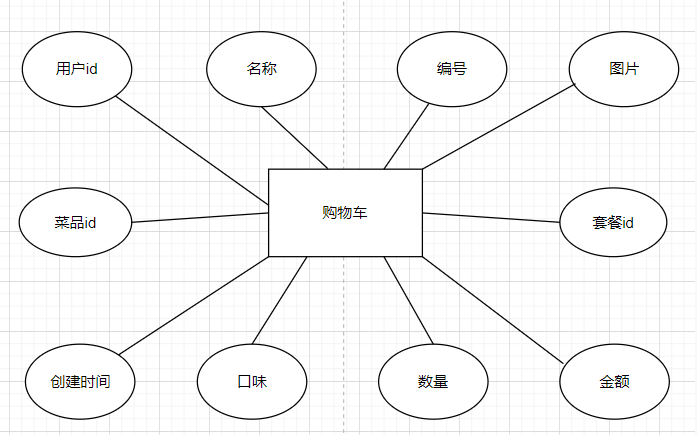 用户id
名称
编号
图片
购物车
菜品id
套餐id
创建时间
口味
数量
金额